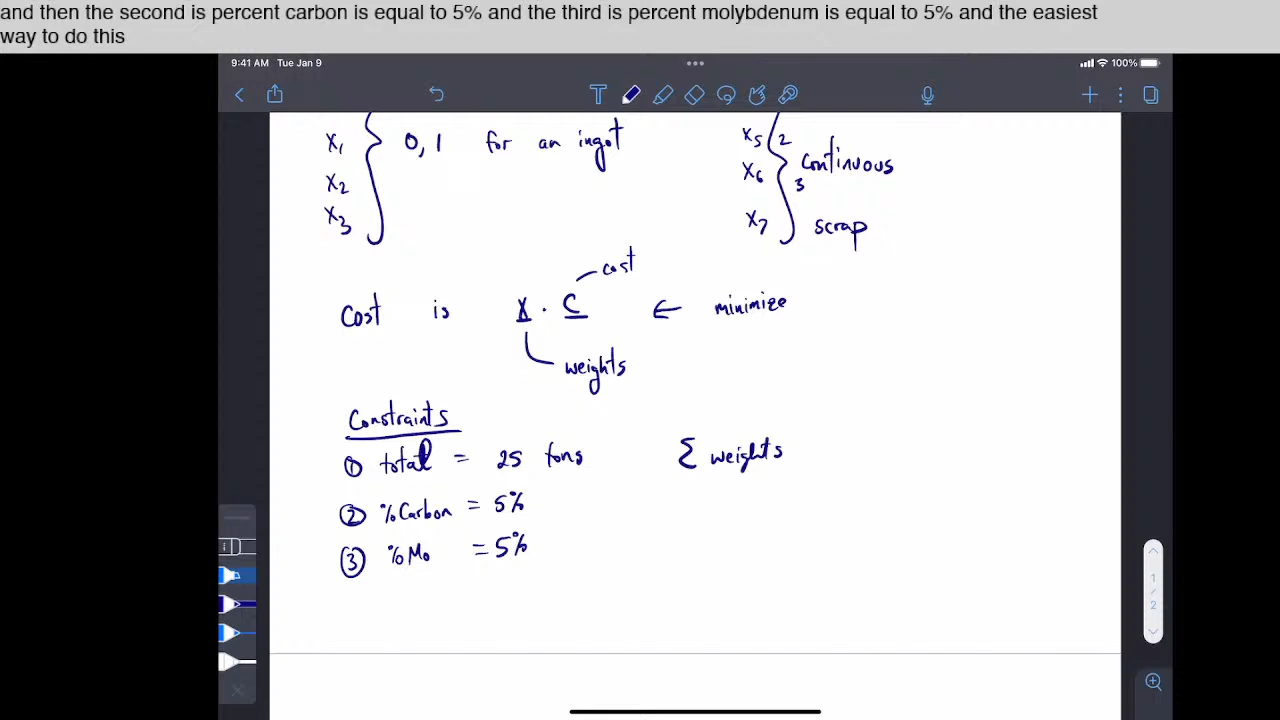 and then the second is percent carbon is equal to 5% and the third is percent molybdenum is equal to 5% and the easiest
way to do this
9:41 AM Tue Jan 9
100%
x1
0, 1 for an ingot
x2
x3
x5 2
x6 3 continuous
x7 scrap
cost
Cost is x · c ← minimize
weights
Constraints
① total = 25 tons Σ weights
② %Carbon = 5%
③ %Mo = 5%
1
/
2